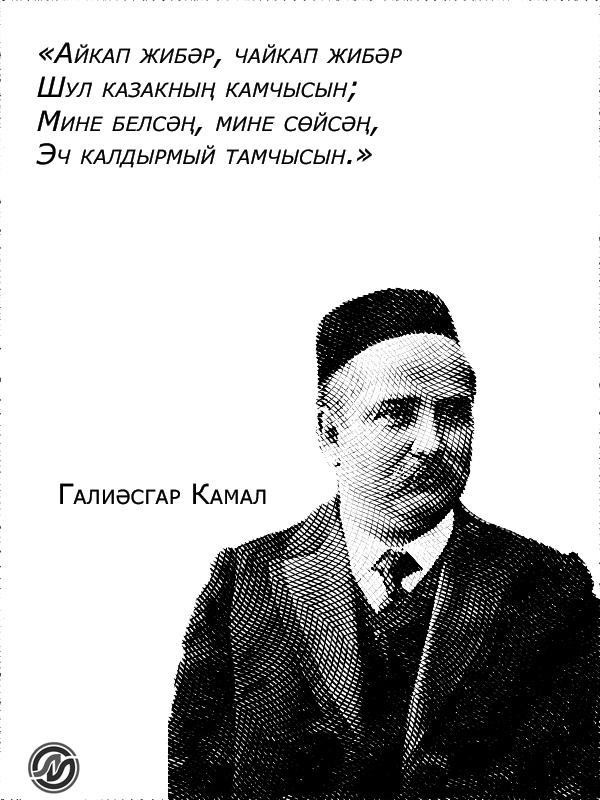 «Айкап жибәр, чайкап жибәр
Шул казакның камчысын;
Мине белсәң, мине сөйсәң,
Эч калдырмый тамчысын.»
Галиәсгар Камал